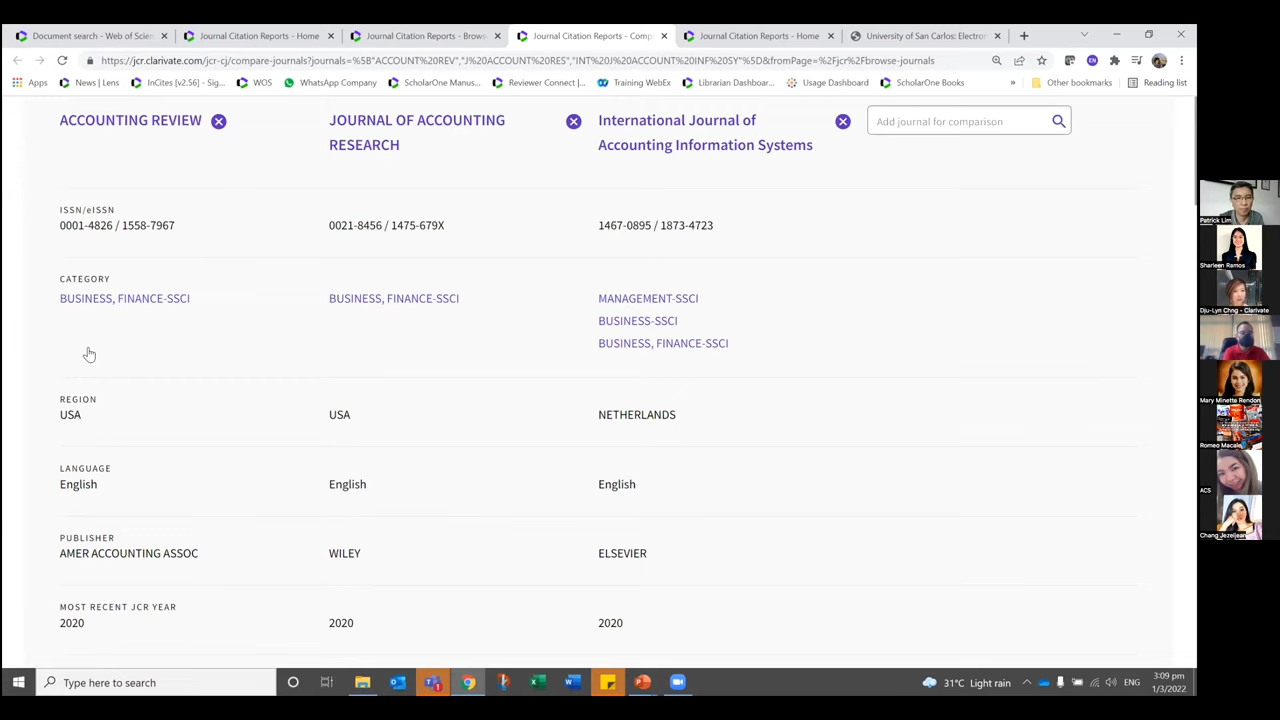 Document search - Web of Scien
Journal Citation Reports - Home
Journal Citation Reports - Brows
Journal Citation Reports - Comp
Journal Citation Reports - Home
University of San Carlos: Electron
https://jcr.clarivate.com/jcr-cj/compare-journals?journals=%5B"ACCOUNT%20REV","J%20ACCOUNT%20RES","INT%20J%20ACCOUNT%20INF%20SY"%5D&fromPage=%2Fjcr%2Fbrowse-journals
Apps
News | Lens
InCites [v2.56] - Sig...
WOS
WhatsApp Company
ScholarOne Manus...
Reviewer Connect |...
Training WebEx
Librarian Dashboar...
Usage Dashboard
ScholarOne Books
»
Other bookmarks
Reading list
ACCOUNTING REVIEW
JOURNAL OF ACCOUNTING
RESEARCH
International Journal of
Accounting Information Systems
Add journal for comparison
ISSN/eISSN
0001-4826 / 1558-7967
0021-8456 / 1475-679X
1467-0895 / 1873-4723
CATEGORY
BUSINESS, FINANCE-SSCI
BUSINESS, FINANCE-SSCI
MANAGEMENT-SSCI
BUSINESS-SSCI
BUSINESS, FINANCE-SSCI
REGION
USA
USA
NETHERLANDS
LANGUAGE
English
English
English
PUBLISHER
AMER ACCOUNTING ASSOC
WILEY
ELSEVIER
MOST RECENT JCR YEAR
2020
2020
2020
Patrick Lim
Sharleen Ramos
Dju-Lyn Chng - Clarivate
Mary Minette Rendon
Romeo Macale
ACS
Chang Jezeljean
Type here to search
31°C Light rain
ENG
3:09 pm
1/3/2022